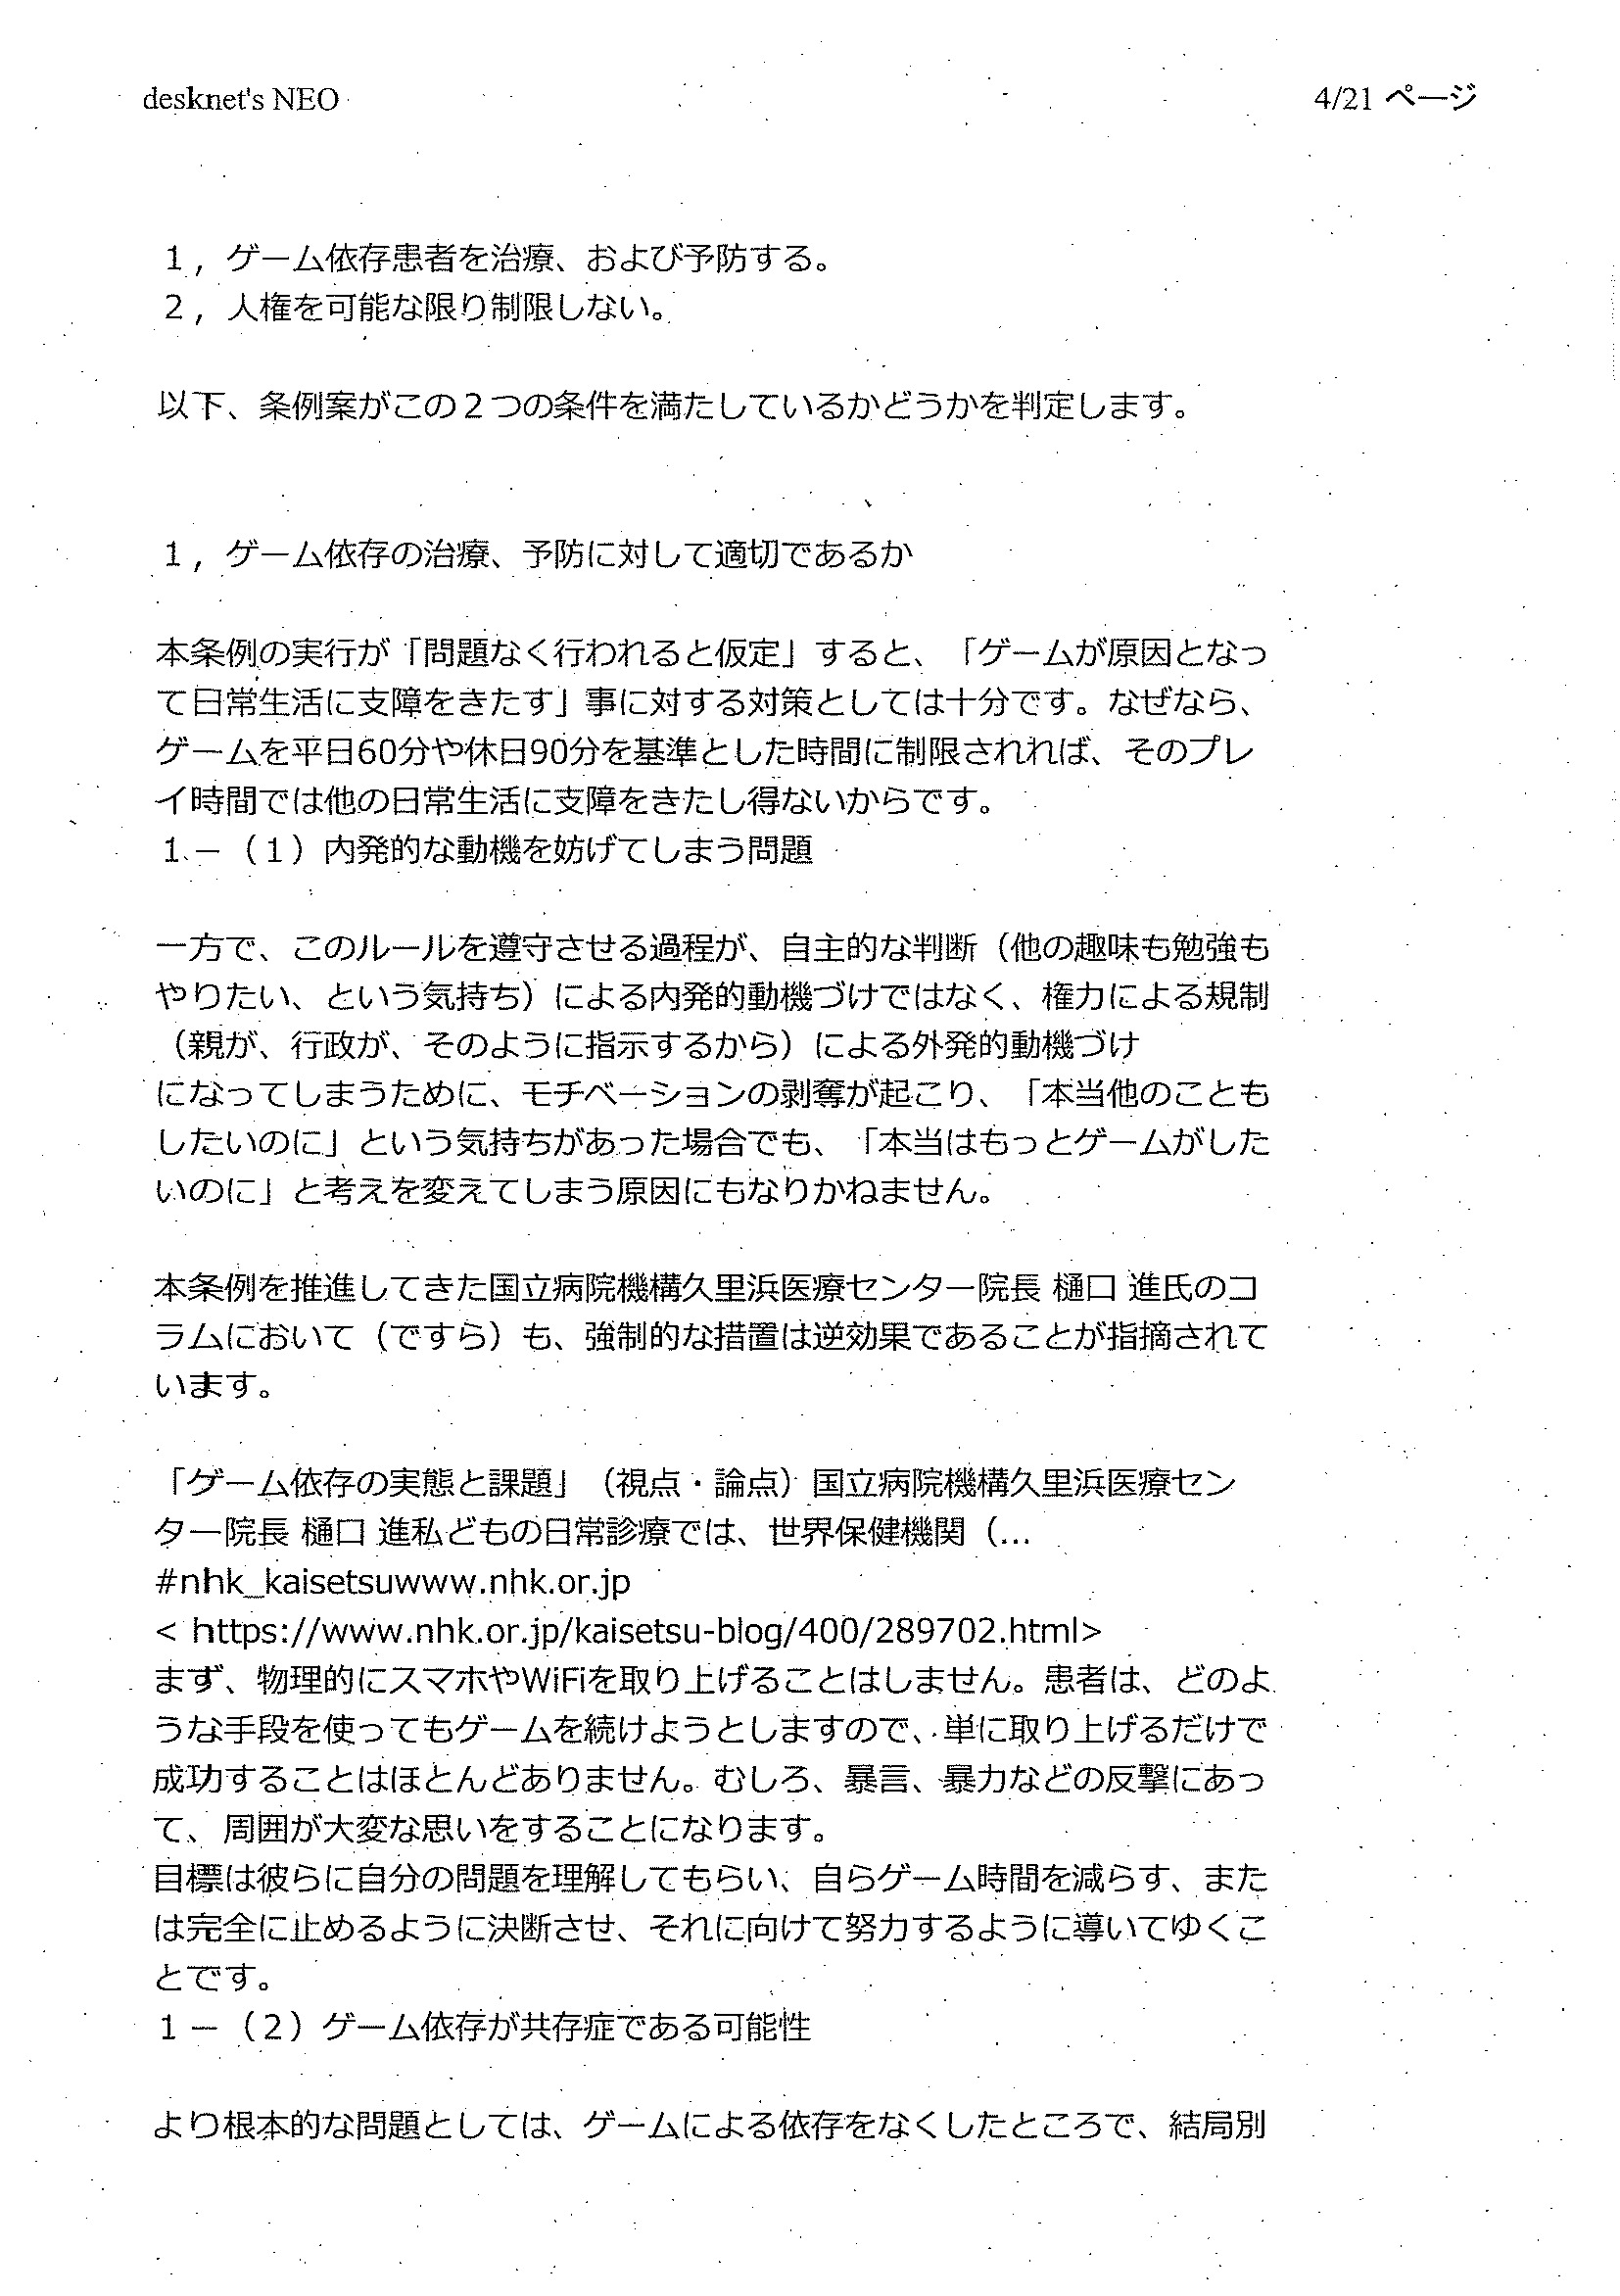 desknet's NEO
4/21 ページ
1, ゲーム依存患者を治療、および予防する。
2, 人権を可能な限り制限しない。
以下、条例案がこの２つの条件を満たしているかどうかを判定します。
1, ゲーム依存の治療、予防に対して適切であるか
本条例の実行が「問題なく行われると仮定」すると、「ゲームが原因となっ
て日常生活に支障をきたす」事に対する対策としては十分です。なぜなら、
ゲームを平日60分や休日90分を基準とした時間に制限されれば、そのプレ
イ時間では他の日常生活に支障をきたし得ないからです。
1－（1）内発的な動機を妨げてしまう問題
一方で、このルールを遵守させる過程が、自主的な判断（他の趣味も勉強も
やりたい、という気持ち）による内発的動機づけではなく、権力による規制
（親が、行政が、そのように指示するから）による外発的動機づけ
になってしまうために、モチベーションの剥奪が起こり、「本当他のことも
したいのに」という気持ちがあった場合でも、「本当はもっとゲームがした
いのに」と考えを変えてしまう原因にもなりかねません。
本条例を推進してきた国立病院機構久里浜医療センター院長 樋口 進氏のコ
ラムにおいて（ですら）も、強制的な措置は逆効果であることが指摘されて
います。
「ゲーム依存の実態と課題」（視点・論点）国立病院機構久里浜医療セン
ター院長 樋口 進私どもの日常診療では、世界保健機関（...
#nhk_kaisetsuwww.nhk.or.jp
< https://www.nhk.or.jp/kaisetsu-blog/400/289702.html>
まず、物理的にスマホやWiFiを取り上げることはしません。患者は、どのよ
うな手段を使ってもゲームを続けようとしますので、単に取り上げるだけで
成功することはほとんどありません。むしろ、暴言、暴力などの反撃にあっ
て、周囲が大変な思いをすることになります。
目標は彼らに自分の問題を理解してもらい、自らゲーム時間を減らす、また
は完全に止めるように決断させ、それに向けて努力するように導いてゆくこ
とです。
1－（2）ゲーム依存が共存症である可能性
より根本的な問題としては、ゲームによる依存をなくしたところで、結局別